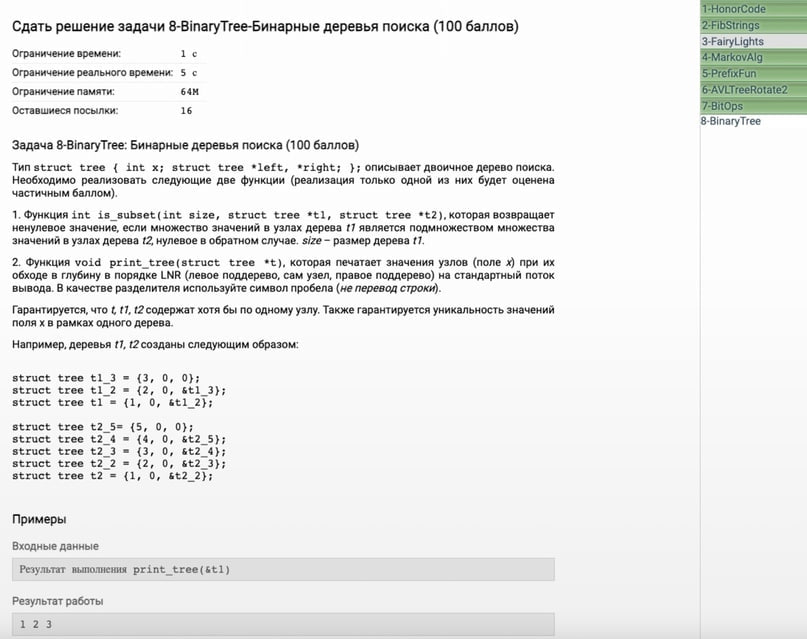 Сдать решение задачи 8-BinaryTree-Бинарные деревья поиска (100 баллов)
Ограничение времени: 1 с
Ограничение реального времени: 5 с
Ограничение памяти: 64M
Оставшиеся посылки: 16
Задача 8-BinaryTree: Бинарные деревья поиска (100 баллов)
Тип struct tree { int x; struct tree *left, *right; }; описывает двоичное дерево поиска.
Необходимо реализовать следующие две функции (реализация только одной из них будет оценена
частичным баллом).
1. Функция int is_subset(int size, struct tree *t1, struct tree *t2), которая возвращает
ненулевое значение, если множество значений в узлах дерева t1 является подмножеством множества
значений в узлах дерева t2, нулевое в обратном случае. size – размер дерева t1.
2. Функция void print_tree(struct tree *t), которая печатает значения узлов (поле x) при их
обходе в глубину в порядке LNR (левое поддерево, сам узел, правое поддерево) на стандартный поток
вывода. В качестве разделителя используйте символ пробела (не перевод строки).
Гарантируется, что t, t1, t2 содержат хотя бы по одному узлу. Также гарантируется уникальность значений
поля x в рамках одного дерева.
Например, деревья t1, t2 созданы следующим образом:
struct tree t1_3 = {3, 0, 0};
struct tree t1_2 = {2, 0, &t1_3};
struct tree t1 = {1, 0, &t1_2};
struct tree t2_5= {5, 0, 0};
struct tree t2_4 = {4, 0, &t2_5};
struct tree t2_3 = {3, 0, &t2_4};
struct tree t2_2 = {2, 0, &t2_3};
struct tree t2 = {1, 0, &t2_2};
Примеры
Входные данные
Результат выполнения print_tree(&t1)
Результат работы
1 2 3
1-HonorCode
2-FibStrings
3-FairyLights
4-MarkovAlg
5-PrefixFun
6-AVLTreeRotate2
7-BitOps
8-BinaryTree